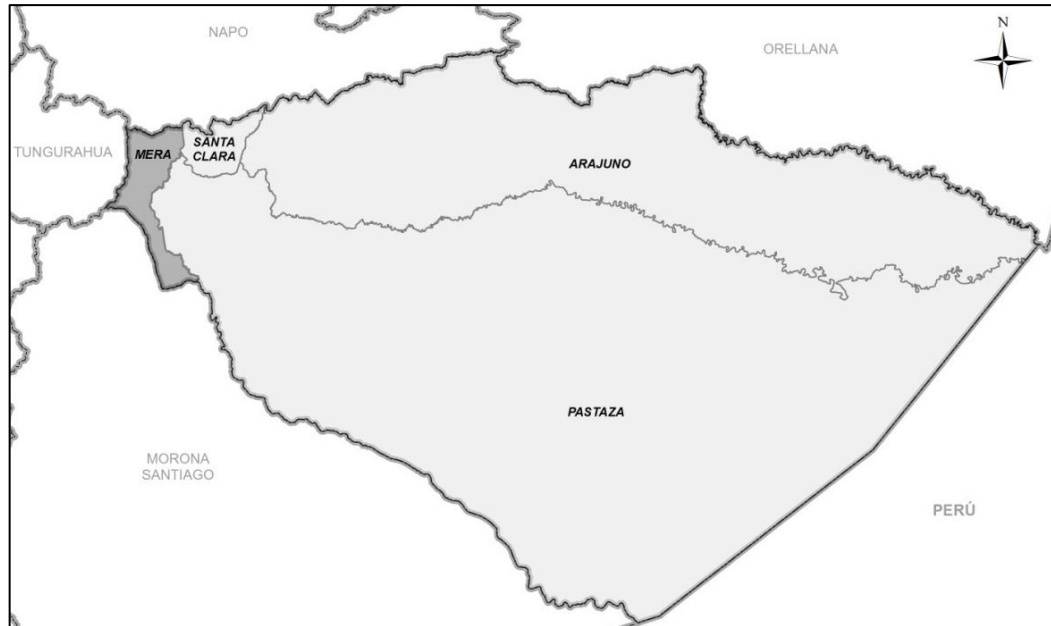 NAPO
N
ORELLANA
TUNGURAHUA
MERA
SANTA
CLARA
ARAJUNO
PASTAZA
MORONA
SANTIAGO
PERÚ